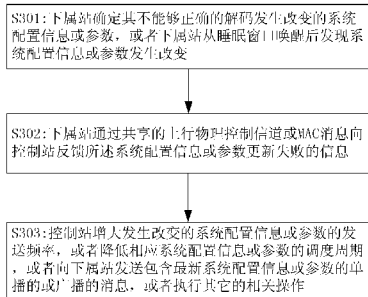 S301:下属站确定其不能够正确的解码发生改变的系统
配置信息或参数，或者下属站从睡眠窗口唤醒后发现
系统配置信息或参数发生改变
S302:下属站通过共享的上行物理控制信道或MAC消息向
控制站反馈所述系统配置信息或参数更新失败的信息
S303:控制站增大发生改变的系统配置信息或参数的发
送频率，或者降低相应系统配置信息或参数的调度周期
，或者向下属站发送包含最新系统配置信息或参数的单
播的或广播的消息，或者执行其它的相关操作